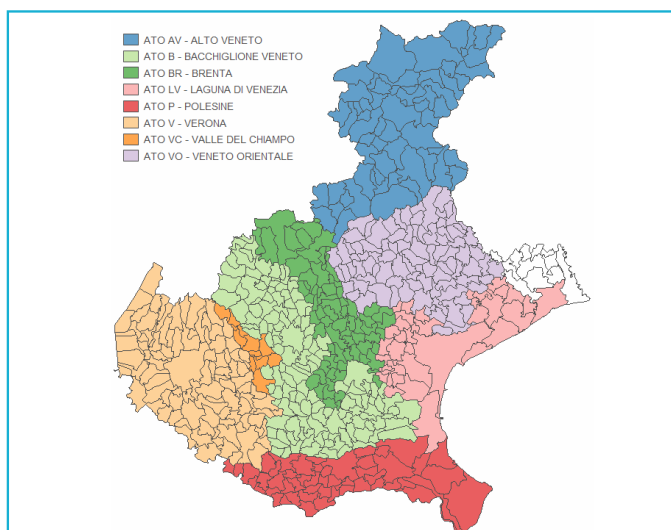 ATO AV - ALTO VENETO
ATO B - BACCHIGLIONE VENETO
ATO BR - BRENTA
ATO LV - LAGUNA DI VENEZIA
ATO P - POLESINE
ATO V - VERONA
ATO VC - VALLE DEL CHIAMPO
ATO VO - VENETO ORIENTALE